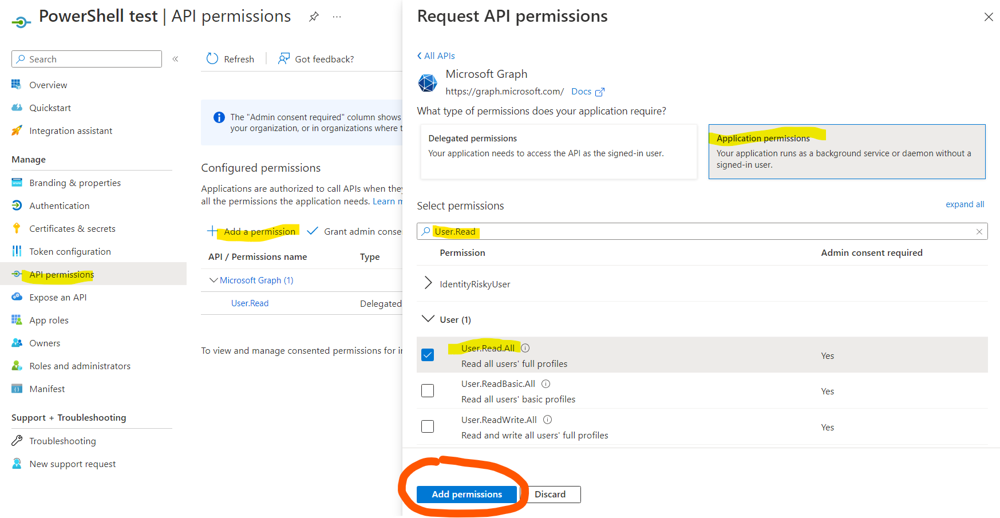 PowerShell test | API permissions
Search
Overview
Quickstart
Integration assistant
Manage
Branding & properties
Authentication
Certificates & secrets
Token configuration
API permissions
Expose an API
App roles
Owners
Roles and administrators
Manifest
Support + Troubleshooting
Troubleshooting
New support request
Refresh
Got feedback?
The "Admin consent required" column shows
your organization, or in organizations where t
Configured permissions
Applications are authorized to call APIs when they
all the permissions the application needs. Learn m
Add a permission
Grant admin conse
API / Permissions name Type
Microsoft Graph (1)
User.Read Delegated
To view and manage consented permissions for in
Request API permissions
All APIs
Microsoft Graph
https://graph.microsoft.com/ Docs
What type of permissions does your application require?
Delegated permissions
Your application needs to access the API as the signed-in user.
Application permissions
Your application runs as a background service or daemon without a
signed-in user.
Select permissions
expand all
User.Read
Permission Admin consent required
IdentityRiskyUser
User (1)
User.Read.All
Read all users' full profiles
Yes
User.ReadBasic.All
Read all users' basic profiles
Yes
User.ReadWrite.All
Read and write all users' full profiles
Yes
Add permissions
Discard